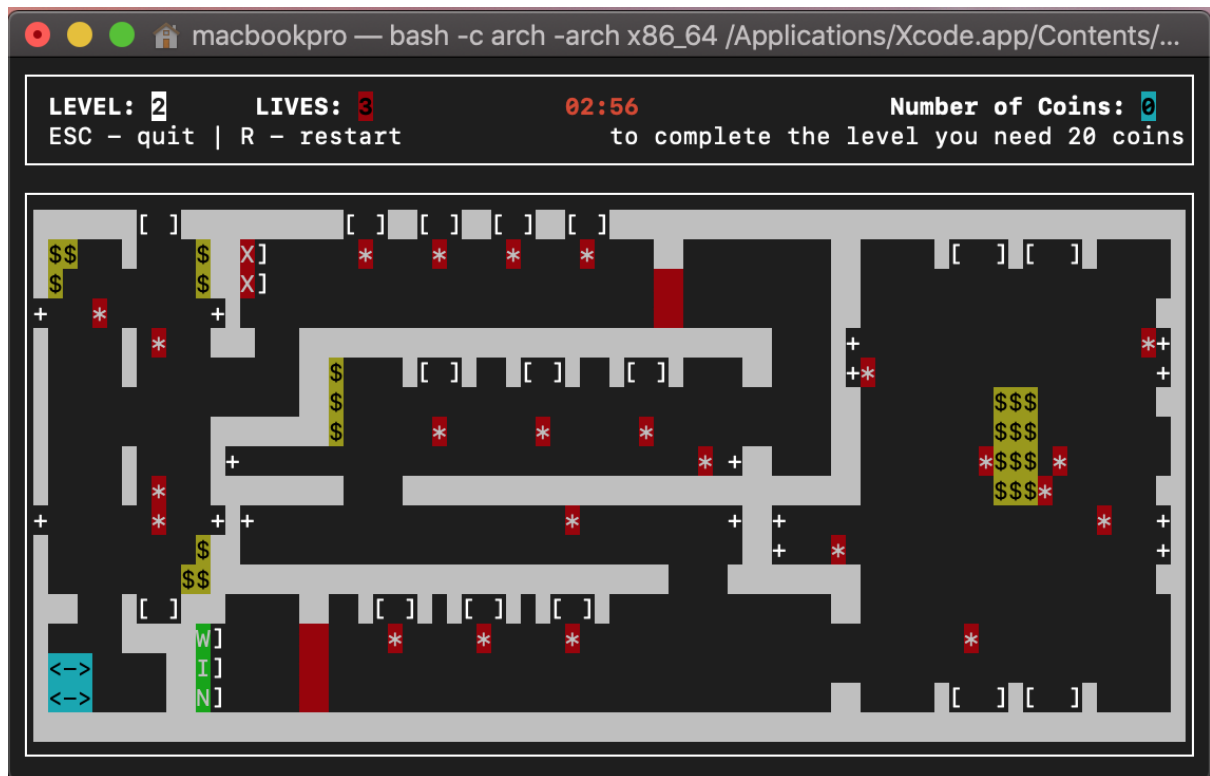 macbookpro — bash -c arch -arch x86_64 /Applications/Xcode.app/Contents/...
LEVEL: 2 LIVES: 3 02:56 Number of Coins: 0
ESC – quit | R – restart to complete the level you need 20 coins
[ ] [ ] [ ] [ ] [ ]
$$ $ X] * * * * [ ] [ ]
$ $ X]
+ * +
* + *+
$ [ ] [ ] [ ] +* +
$ $$$
$ * * * $$$
+ * + *$$$ *
* $$$*
+ * + + * + + * +
$ + * +
$$
[ ] [ ] [ ] [ ]
W] * * * *
<-> I]
<-> N] [ ] [ ]